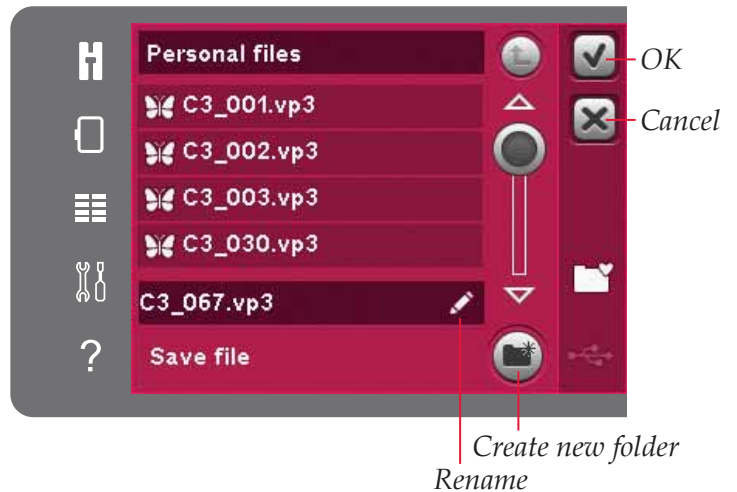 Personal files
OK
C3_001.vp3
Cancel
C3_002.vp3
C3_003.vp3
C3_030.vp3
C3_067.vp3
?
Save file
Create new folder
Rename